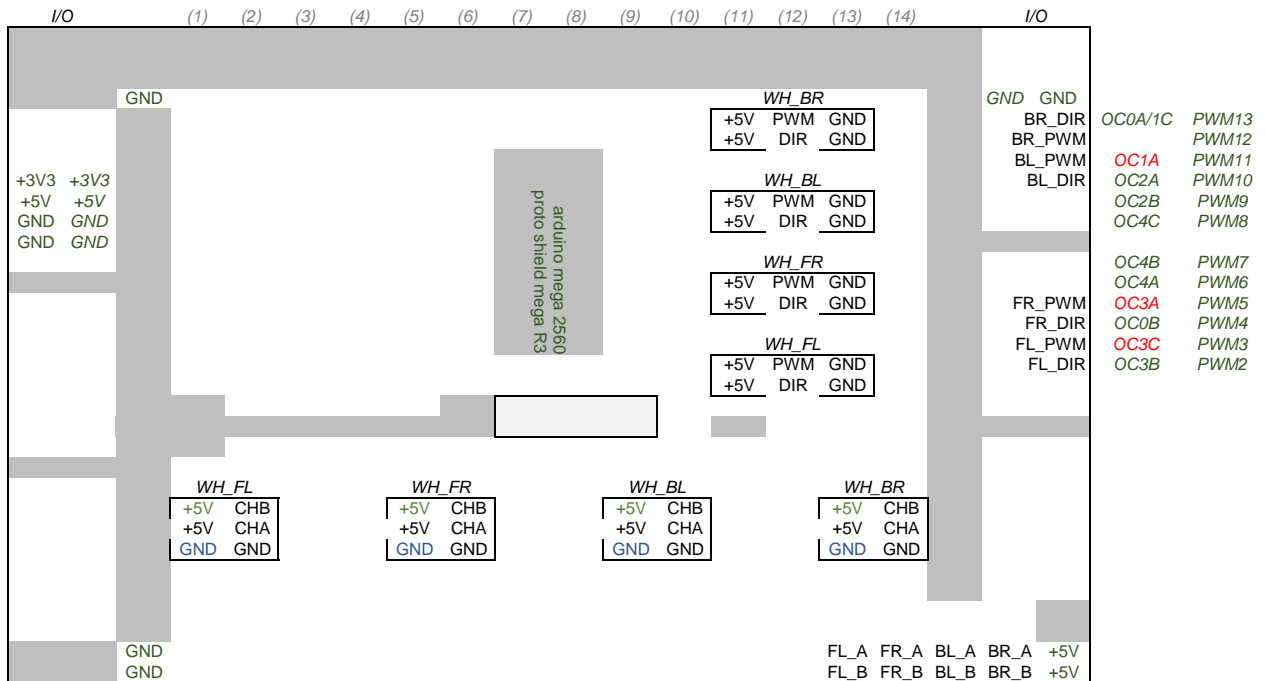 I/O (1) (2) (3) (4) (5) (6) (7) (8) (9) (10) (11) (12) (13) (14) I/O
GND WH_BR GND GND
+5V PWM GND BR_DIR OC0A/1C PWM13
+5V DIR GND BR_PWM PWM12
BL_PWM OC1A PWM11
+3V3 +3V3 WH_BL BL_DIR OC2A PWM10
+5V +5V +5V PWM GND OC2B PWM9
GND GND +5V DIR GND OC4C PWM8
GND GND
arduino mega 2560
proto shield mega R3
WH_FR OC4B PWM7
+5V PWM GND OC4A PWM6
+5V DIR GND FR_PWM OC3A PWM5
FR_DIR OC0B PWM4
WH_FL FL_PWM OC3C PWM3
+5V PWM GND FL_DIR OC3B PWM2
+5V DIR GND
WH_FL WH_FR WH_BL WH_BR
+5V CHB +5V CHB +5V CHB +5V CHB
+5V CHA +5V CHA +5V CHA +5V CHA
GND GND GND GND GND GND GND GND
GND FL_A FR_A BL_A BR_A +5V
GND FL_B FR_B BL_B BR_B +5V